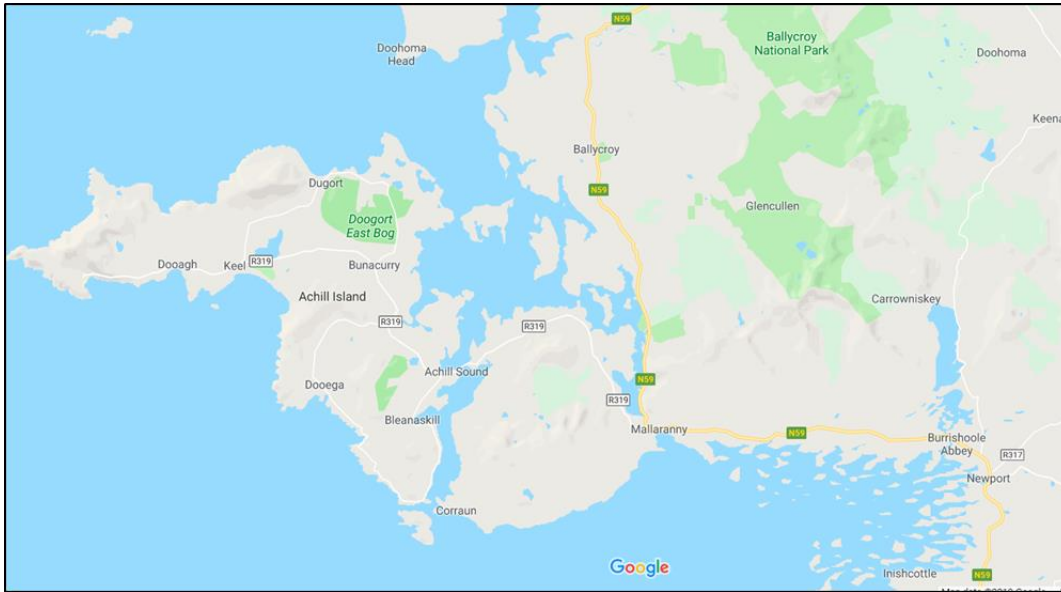 N59
Doohoma
Head
Ballycroy
National Park
Doohoma
Ballycroy
N59
Dugort
Doogort
East Bog
Glencullen
Dooagh
Keel
R319
Bunacurry
Achill Island
Carrowniskey
R319
R319
Achill Sound
Dooega
N59
R319
Bleanaskill
Mallaranny
N59
Burrishoole
Abbey
R317
Newport
Corraun
Google
Inishcottle
N59